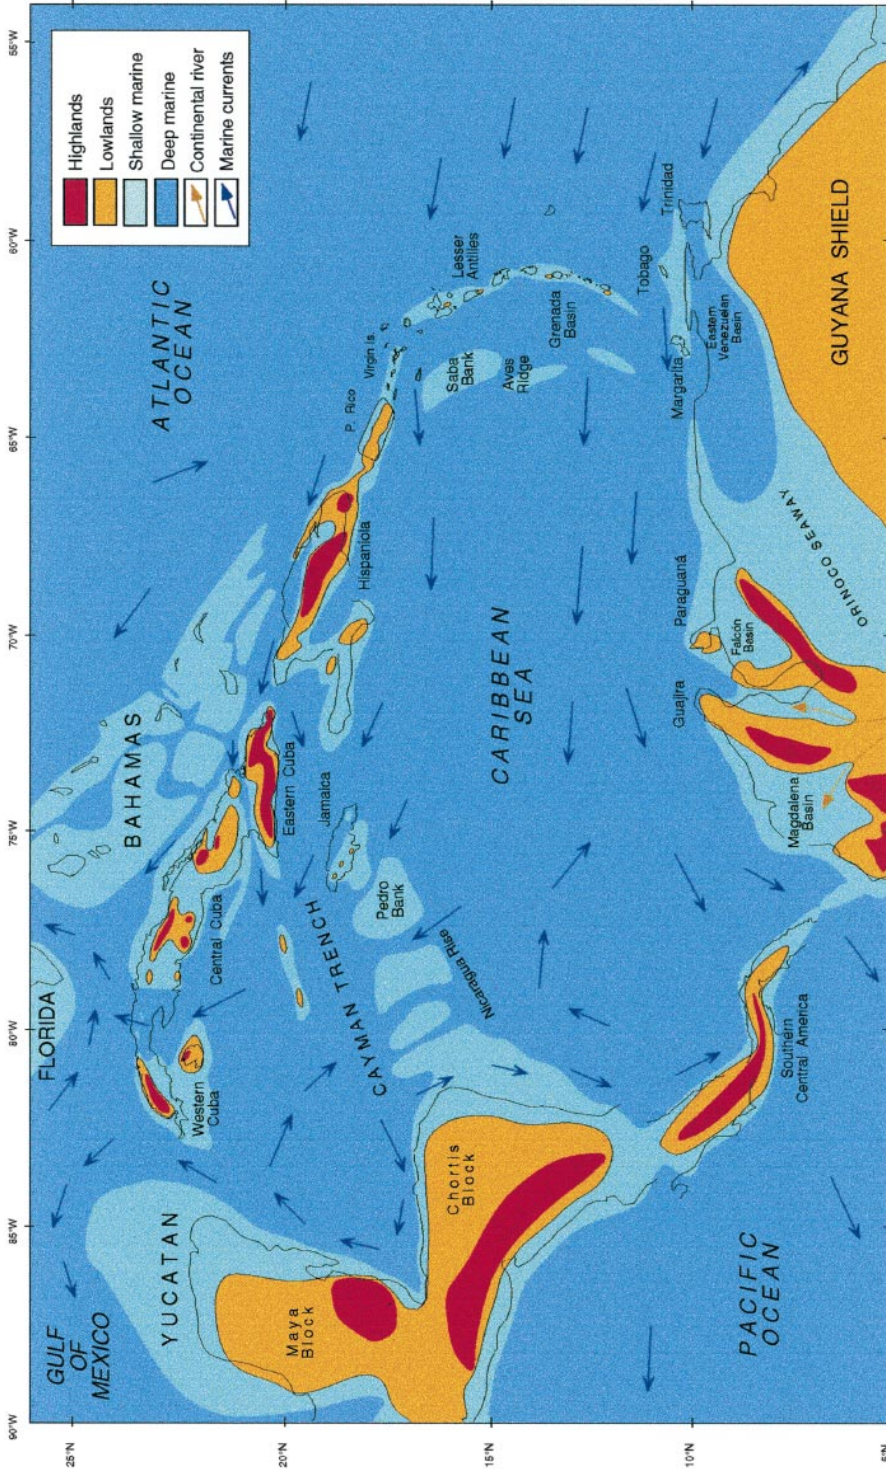 90°W
85°W
80°W
75°W
70°W
65°W
60°W
55°W
25°N
20°N
15°N
10°N
5°N
GULF
OF
MEXICO
YUCATAN
Maya
Block
Chortis
Block
FLORIDA
Western
Cuba
Central Cuba
Eastern Cuba
BAHAMAS
ATLANTIC
OCEAN
CAYMAN TRENCH
Jamaica
Pedro
Bank
Nicaragua Rise
Hispaniola
P. Rico
Virgin Is.
Lesser
Antilles
Saba
Bank
Aves
Ridge
Grenada
Basin
CARIBBEAN
SEA
Tobago
Trinidad
Margarita
Eastern
Venezuelan
Basin
GUYANA SHIELD
ORINOCO SEAWAY
Paraguaná
Falcón
Basin
Guajira
Magdalena
Basin
Southern
Central America
PACIFIC
OCEAN
Highlands
Lowlands
Shallow marine
Deep marine
Continental river
Marine currents